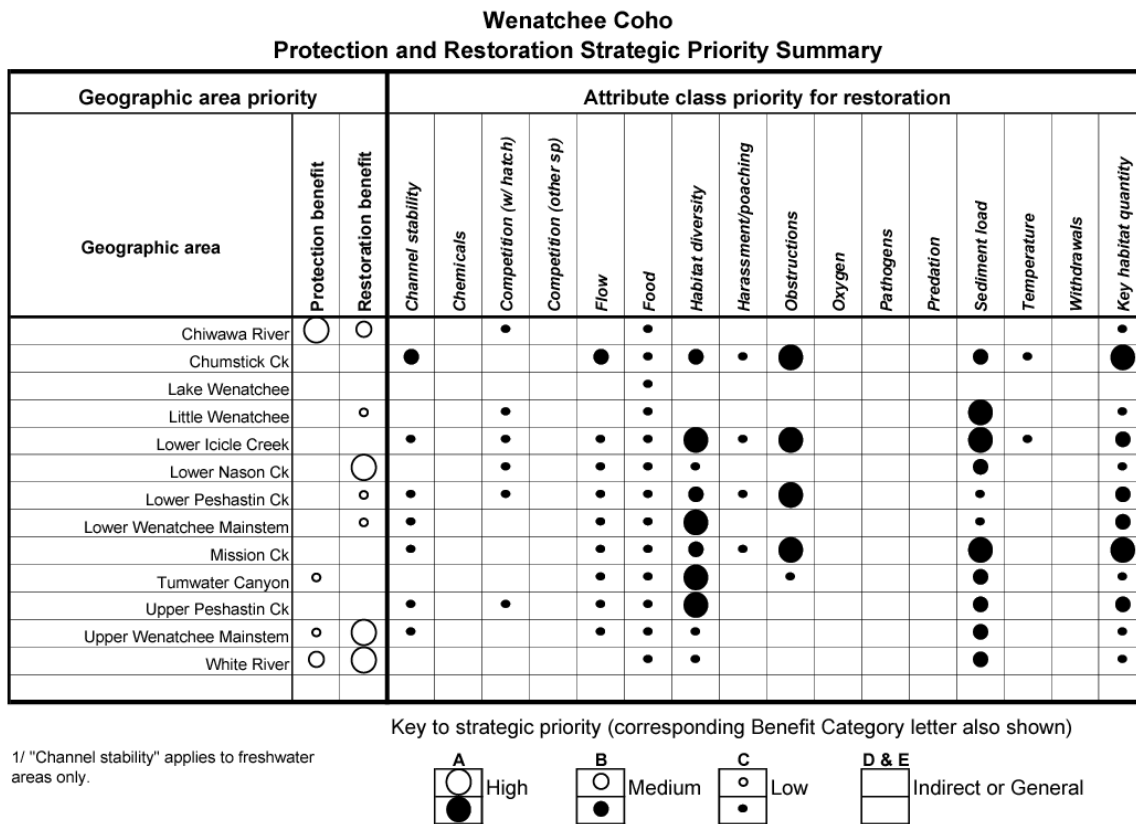 Wenatchee Coho
Protection and Restoration Strategic Priority Summary
Geographic area priority
Attribute class priority for restoration
Geographic area
Protection benefit
Restoration benefit
Channel stability
Chemicals
Competition (w/ hatch)
Competition (other sp)
Flow
Food
Habitat diversity
Harassment/poaching
Obstructions
Oxygen
Pathogens
Predation
Sediment load
Temperature
Withdrawals
Key habitat quantity
Chiwawa River
Chumstick Ck
Lake Wenatchee
Little Wenatchee
Lower Icicle Creek
Lower Nason Ck
Lower Peshastin Ck
Lower Wenatchee Mainstem
Mission Ck
Tumwater Canyon
Upper Peshastin Ck
Upper Wenatchee Mainstem
White River
Key to strategic priority (corresponding Benefit Category letter also shown)
1/ "Channel stability" applies to freshwater
areas only.
A
B
C
D & E
High
Medium
Low
Indirect or General